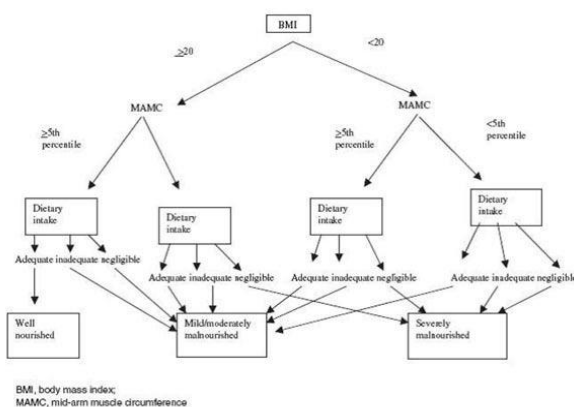 BMI
≥20
<20
MAMC
MAMC
≥5th
percentile
≥5th
percentile
<5th
percentile
Dietary
intake
Dietary
intake
Dietary
intake
Dietary
intake
Adequate inadequate negligible
Adequate inadequate negligible
Adequate inadequate negligible
Adequate inadequate negligible
Well
nourished
Mild/moderately
malnourished
Severely
malnourished
BMI, body mass index;
MAMC, mid-arm muscle circumference